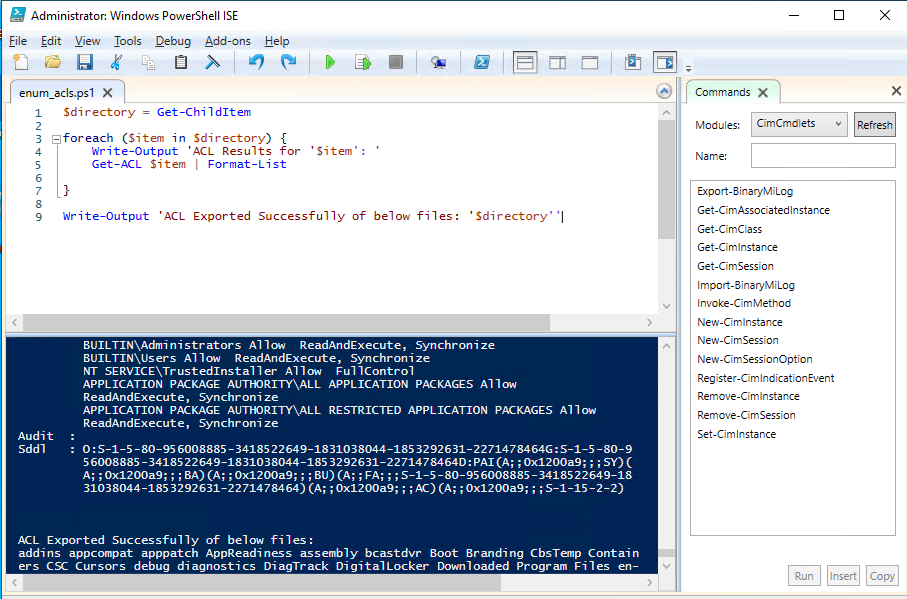 Administrator: Windows PowerShell ISE
File Edit View Tools Debug Add-ons Help
enum_acls.ps1
1 $directory = Get-ChildItem
2
3 foreach ($item in $directory) {
4 Write-Output 'ACL Results for '$item': '
5 Get-ACL $item | Format-List
6
7 }
8
9 Write-Output 'ACL Exported Successfully of below files: '$directory''
BUILTIN\Administrators Allow  ReadAndExecute, Synchronize
BUILTIN\Users Allow  ReadAndExecute, Synchronize
NT SERVICE\TrustedInstaller Allow  FullControl
APPLICATION PACKAGE AUTHORITY\ALL APPLICATION PACKAGES Allow
ReadAndExecute, Synchronize
APPLICATION PACKAGE AUTHORITY\ALL RESTRICTED APPLICATION PACKAGES Allow
ReadAndExecute, Synchronize
Audit  :
Sddl   : O:S-1-5-80-956008885-3418522649-1831038044-1853292631-2271478464G:S-1-5-80-9
56008885-3418522649-1831038044-1853292631-2271478464D:PAI(A;;0x1200a9;;;SY)(
A;;0x1200a9;;;BA)(A;;0x1200a9;;;BU)(A;;FA;;;S-1-5-80-956008885-3418522649-18
31038044-1853292631-2271478464)(A;;0x1200a9;;;AC)(A;;0x1200a9;;;S-1-15-2-2)
ACL Exported Successfully of below files:
addins appcompat apppatch AppReadiness assembly bcastdvr Boot Branding CbsTemp Contain
ers CSC Cursors debug diagnostics DiagTrack DigitalLocker Downloaded Program Files en-
Commands
Modules: CimCmdlets Refresh
Name:
Export-BinaryMiLog
Get-CimAssociatedInstance
Get-CimClass
Get-CimInstance
Get-CimSession
Import-BinaryMiLog
Invoke-CimMethod
New-CimInstance
New-CimSession
New-CimSessionOption
Register-CimIndicationEvent
Remove-CimInstance
Remove-CimSession
Set-CimInstance
Run Insert Copy